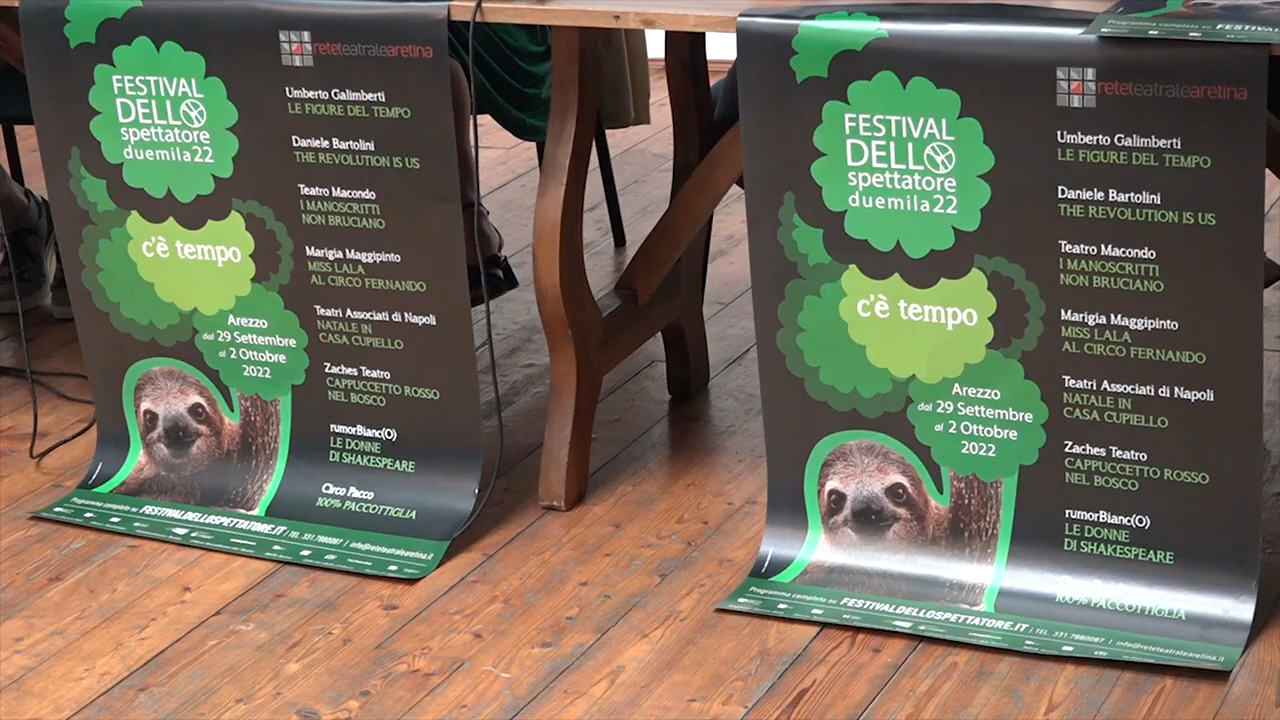 reteteatralearetina
FESTIVAL
DELLO
spettatore
duemila22
c'è tempo
Arezzo
dal 29 Settembre
al 2 Ottobre
2022
Umberto Galimberti
LE FIGURE DEL TEMPO
Daniele Bartolini
THE REVOLUTION IS US
Teatro Macondo
I MANOSCRITTI
NON BRUCIANO
Marigia Maggipinto
MISS LALA
AL CIRCO FERNANDO
Teatri Associati di Napoli
NATALE IN
CASA CUPIELLO
Zaches Teatro
CAPPUCCETTO ROSSO
NEL BOSCO
rumorBianc(O)
LE DONNE
DI SHAKESPEARE
Circo Pacco
100% PACCOTTIGLIA
Programma completo su FESTIVALDELLOSPETTATORE.IT | TEL. 331.7880087 | info@reteteatralearetina.it
Programma completo su FESTIVAL
reteteatralearetina
FESTIVAL
DELLO
spettatore
duemila22
c'è tempo
Arezzo
dal 29 Settembre
al 2 Ottobre
2022
Umberto Galimberti
LE FIGURE DEL TEMPO
Daniele Bartolini
THE REVOLUTION IS US
Teatro Macondo
I MANOSCRITTI
NON BRUCIANO
Marigia Maggipinto
MISS LALA
AL CIRCO FERNANDO
Teatri Associati di Napoli
NATALE IN
CASA CUPIELLO
Zaches Teatro
CAPPUCCETTO ROSSO
NEL BOSCO
rumorBianc(O)
LE DONNE
DI SHAKESPEARE
100% PACCOTTIGLIA
Programma completo su FESTIVALDELLOSPETTATORE.IT | TEL. 331.7880087 | info@reteteatralearetina.it